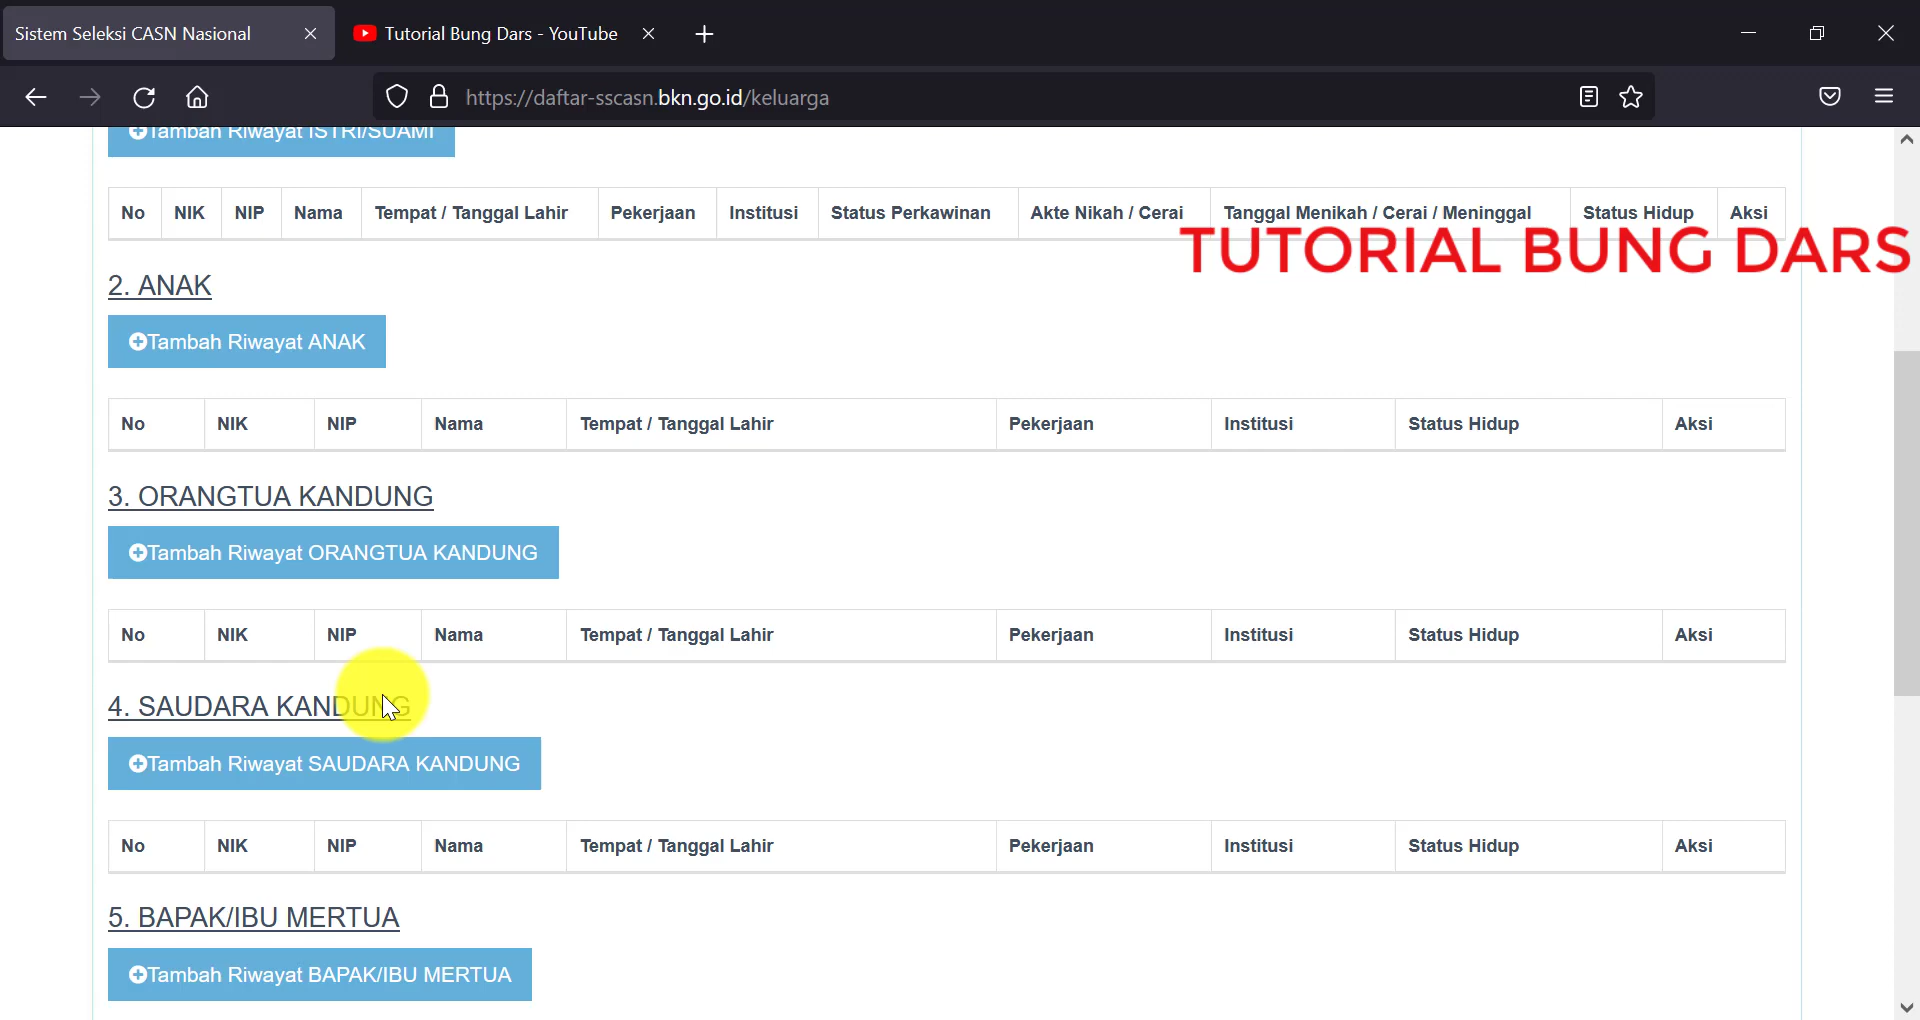 Sistem Seleksi CASN Nasional
Tutorial Bung Dars - YouTube
https://daftar-sscasn.bkn.go.id/keluarga
Tambah Riwayat ISTRI/SUAMI
No NIK NIP Nama Tempat / Tanggal Lahir Pekerjaan Institusi Status Perkawinan Akte Nikah / Cerai Tanggal Menikah / Cerai / Meninggal Status Hidup Aksi
TUTORIAL BUNG DARS
2. ANAK
Tambah Riwayat ANAK
No NIK NIP Nama Tempat / Tanggal Lahir Pekerjaan Institusi Status Hidup Aksi
3. ORANGTUA KANDUNG
Tambah Riwayat ORANGTUA KANDUNG
No NIK NIP Nama Tempat / Tanggal Lahir Pekerjaan Institusi Status Hidup Aksi
4. SAUDARA KANDUNG
Tambah Riwayat SAUDARA KANDUNG
No NIK NIP Nama Tempat / Tanggal Lahir Pekerjaan Institusi Status Hidup Aksi
5. BAPAK/IBU MERTUA
Tambah Riwayat BAPAK/IBU MERTUA